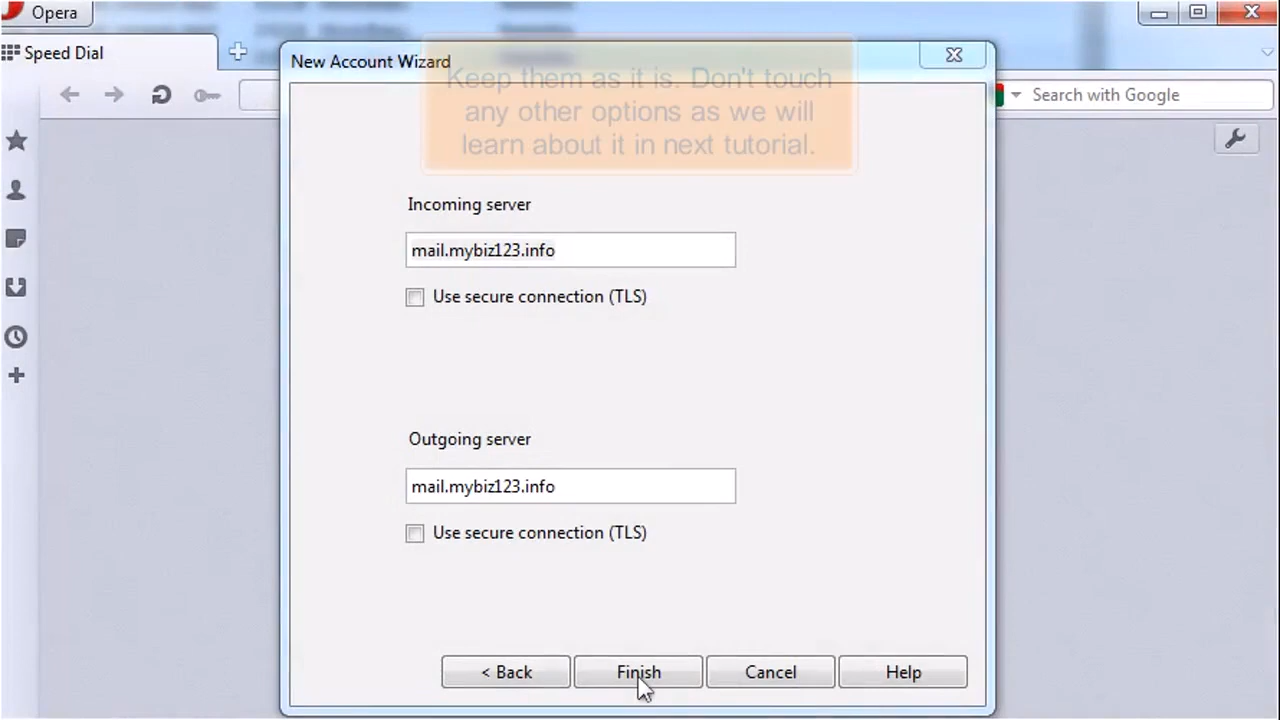 Opera
Speed Dial
New Account Wizard
Keep them as it is. Don't touch
any other options as we will
learn about it in next tutorial.
Search with Google
Incoming server
mail.mybiz123.info
Use secure connection (TLS)
Outgoing server
mail.mybiz123.info
Use secure connection (TLS)
< Back
Finish
Cancel
Help